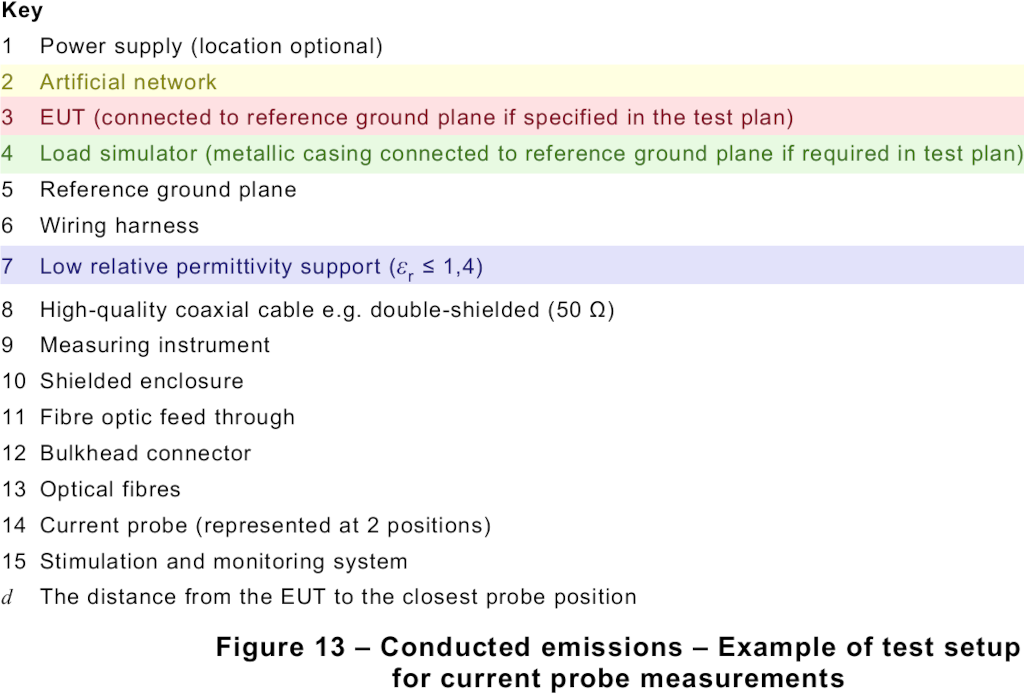 Key
1 Power supply (location optional)
2 Artificial network
3 EUT (connected to reference ground plane if specified in the test plan)
4 Load simulator (metallic casing connected to reference ground plane if required in test plan)
5 Reference ground plane
6 Wiring harness
7 Low relative permittivity support (εr ≤ 1,4)
8 High-quality coaxial cable e.g. double-shielded (50 Ω)
9 Measuring instrument
10 Shielded enclosure
11 Fibre optic feed through
12 Bulkhead connector
13 Optical fibres
14 Current probe (represented at 2 positions)
15 Stimulation and monitoring system
d The distance from the EUT to the closest probe position
Figure 13 – Conducted emissions – Example of test setup
for current probe measurements